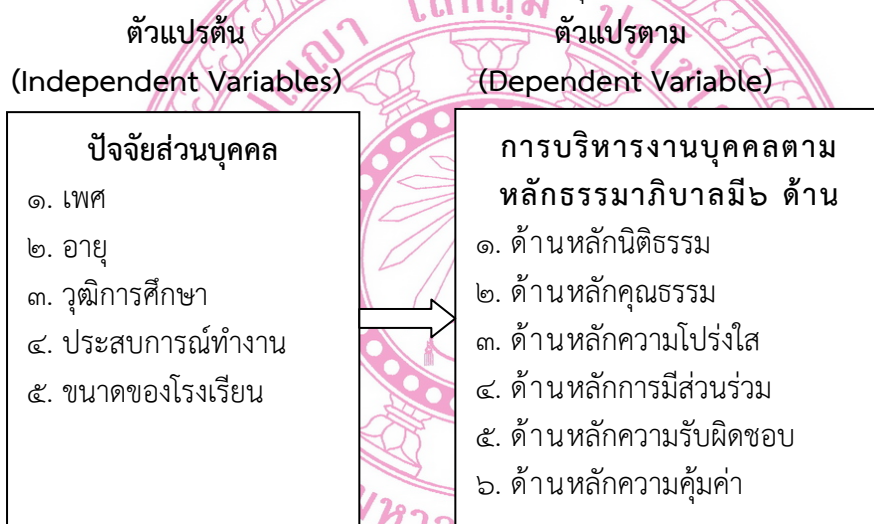 ตัวแปรต้น
(Independent Variables)
ปัจจัยส่วนบุคคล
๑. เพศ
๒. อายุ
๓. วุฒิการศึกษา
๔. ประสบการณ์ทำงาน
๕. ขนาดของโรงเรียน
ตัวแปรตาม
(Dependent Variable)
การบริหารงานบุคคลตาม
หลักธรรมาภิบาลมี๖ ด้าน
๑. ด้านหลักนิติธรรม
๒. ด้านหลักคุณธรรม
๓. ด้านหลักความโปร่งใส
๔. ด้านหลักการมีส่วนร่วม
๕. ด้านหลักความรับผิดชอบ
๖. ด้านหลักความคุ้มค่า